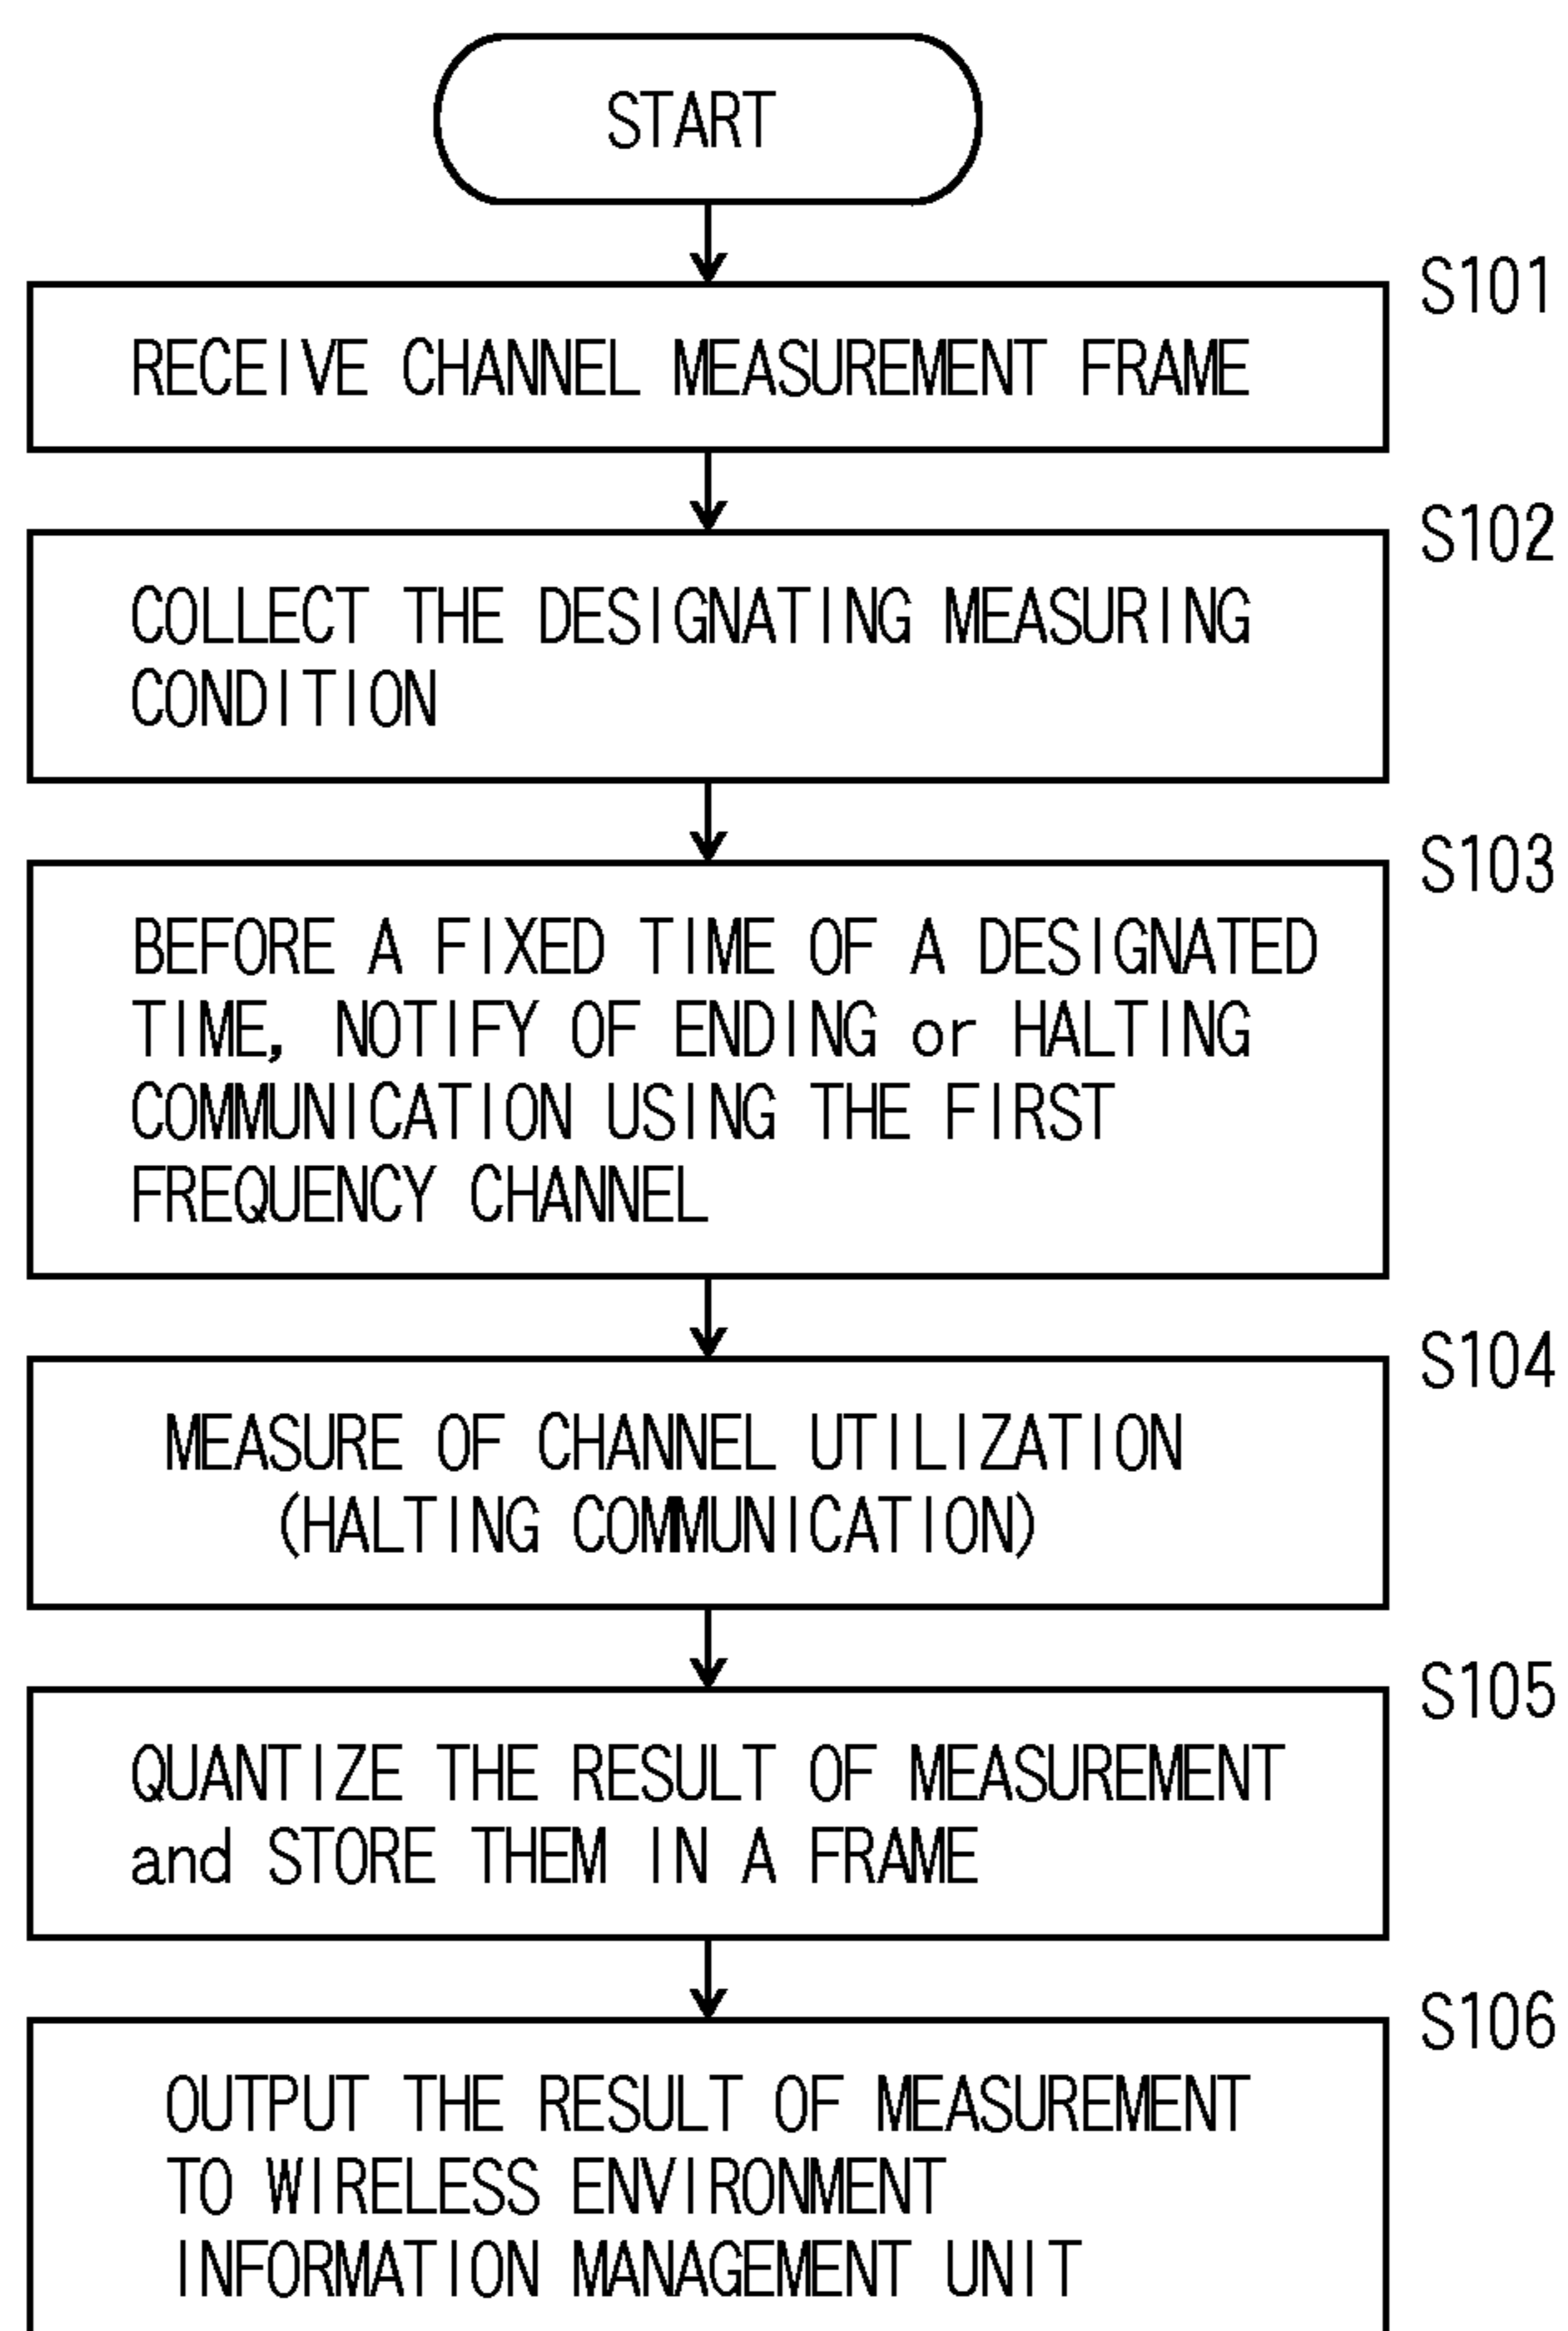 START
S101
RECEIVE CHANNEL MEASUREMENT FRAME
S102
COLLECT THE DESIGNATING MEASURING
CONDITION
S103
BEFORE A FIXED TIME OF A DESIGNATED
TIME, NOTIFY OF ENDING or HALTING
COMMUNICATION USING THE FIRST
FREQUENCY CHANNEL
S104
MEASURE OF CHANNEL UTILIZATION
(HALTING COMMUNICATION)
S105
QUANTIZE THE RESULT OF MEASUREMENT
and STORE THEM IN A FRAME
S106
OUTPUT THE RESULT OF MEASUREMENT
TO WIRELESS ENVIRONMENT
INFORMATION MANAGEMENT UNIT